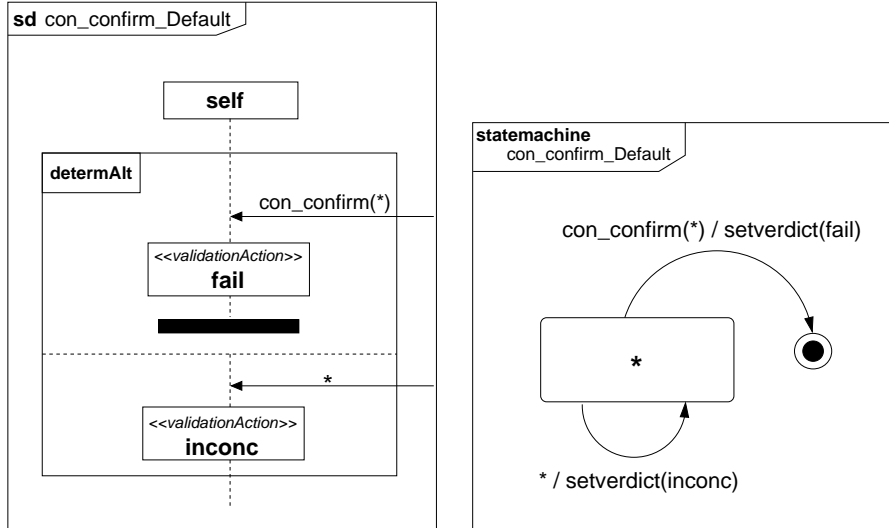 sd con_confirm_Default
self
determAlt
con_confirm(*)
<<validationAction>>
fail
*
<<validationAction>>
inconc
statemachine
con_confirm_Default
con_confirm(*) / setverdict(fail)
*
* / setverdict(inconc)